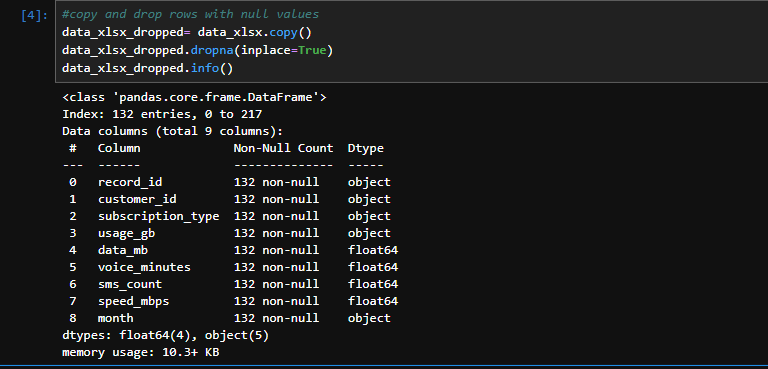 [4]: #copy and drop rows with null values
data_xlsx_dropped= data_xlsx.copy()
data_xlsx_dropped.dropna(inplace=True)
data_xlsx_dropped.info()
<class 'pandas.core.frame.DataFrame'>
Index: 132 entries, 0 to 217
Data columns (total 9 columns):
 #   Column             Non-Null Count  Dtype
---  ------             --------------  -----
 0   record_id          132 non-null    object
 1   customer_id        132 non-null    object
 2   subscription_type  132 non-null    object
 3   usage_gb           132 non-null    object
 4   data_mb            132 non-null    float64
 5   voice_minutes      132 non-null    float64
 6   sms_count          132 non-null    float64
 7   speed_mbps         132 non-null    float64
 8   month              132 non-null    object
dtypes: float64(4), object(5)
memory usage: 10.3+ KB